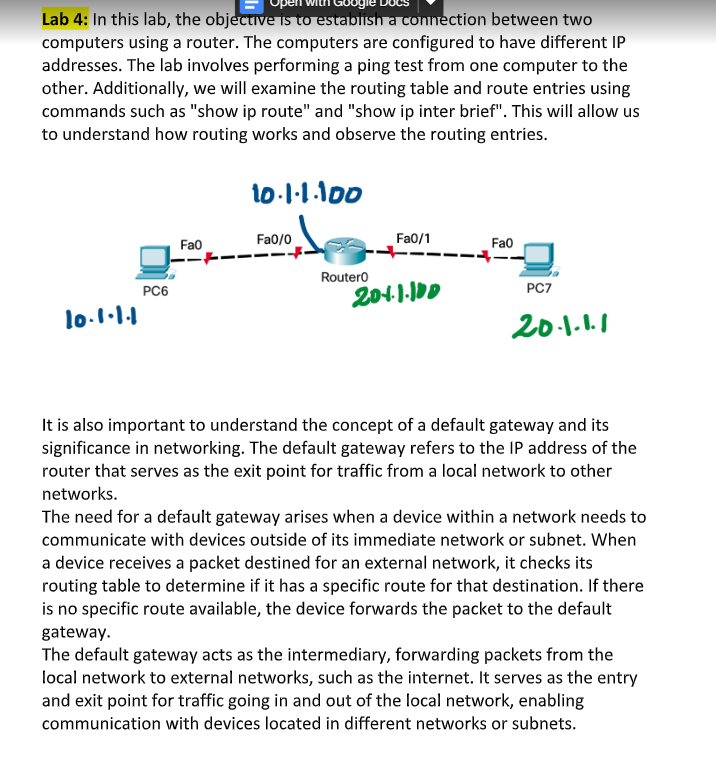 Open with Google Docs
Lab 4: In this lab, the objective is to establish a connection between two
computers using a router. The computers are configured to have different IP
addresses. The lab involves performing a ping test from one computer to the
other. Additionally, we will examine the routing table and route entries using
commands such as "show ip route" and "show ip inter brief". This will allow us
to understand how routing works and observe the routing entries.
10.1.1.100
Fa0
Fa0/0
Fa0/1
Fa0
PC6
Router0
PC7
10.1.1.1
20.1.1.100
20.1.1.1
It is also important to understand the concept of a default gateway and its
significance in networking. The default gateway refers to the IP address of the
router that serves as the exit point for traffic from a local network to other
networks.
The need for a default gateway arises when a device within a network needs to
communicate with devices outside of its immediate network or subnet. When
a device receives a packet destined for an external network, it checks its
routing table to determine if it has a specific route for that destination. If there
is no specific route available, the device forwards the packet to the default
gateway.
The default gateway acts as the intermediary, forwarding packets from the
local network to external networks, such as the internet. It serves as the entry
and exit point for traffic going in and out of the local network, enabling
communication with devices located in different networks or subnets.